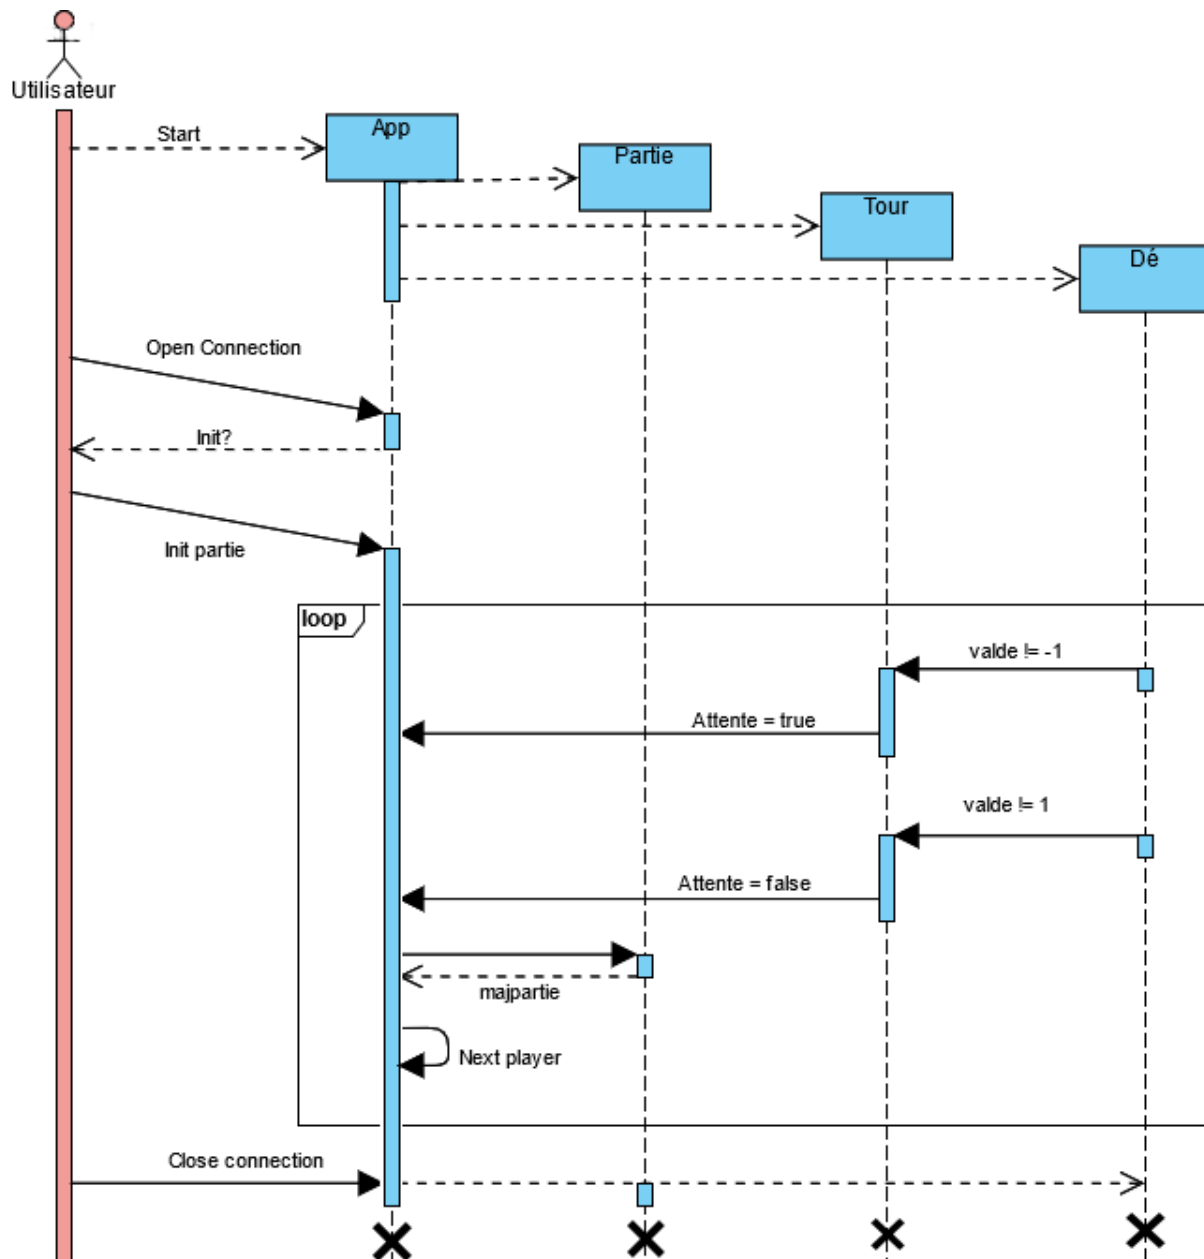 Utilisateur
Start
App
Partie
Tour
Dé
Open Connection
Init?
Init partie
loop
valde != -1
Attente = true
valde != 1
Attente = false
majpartie
Next player
Close connection